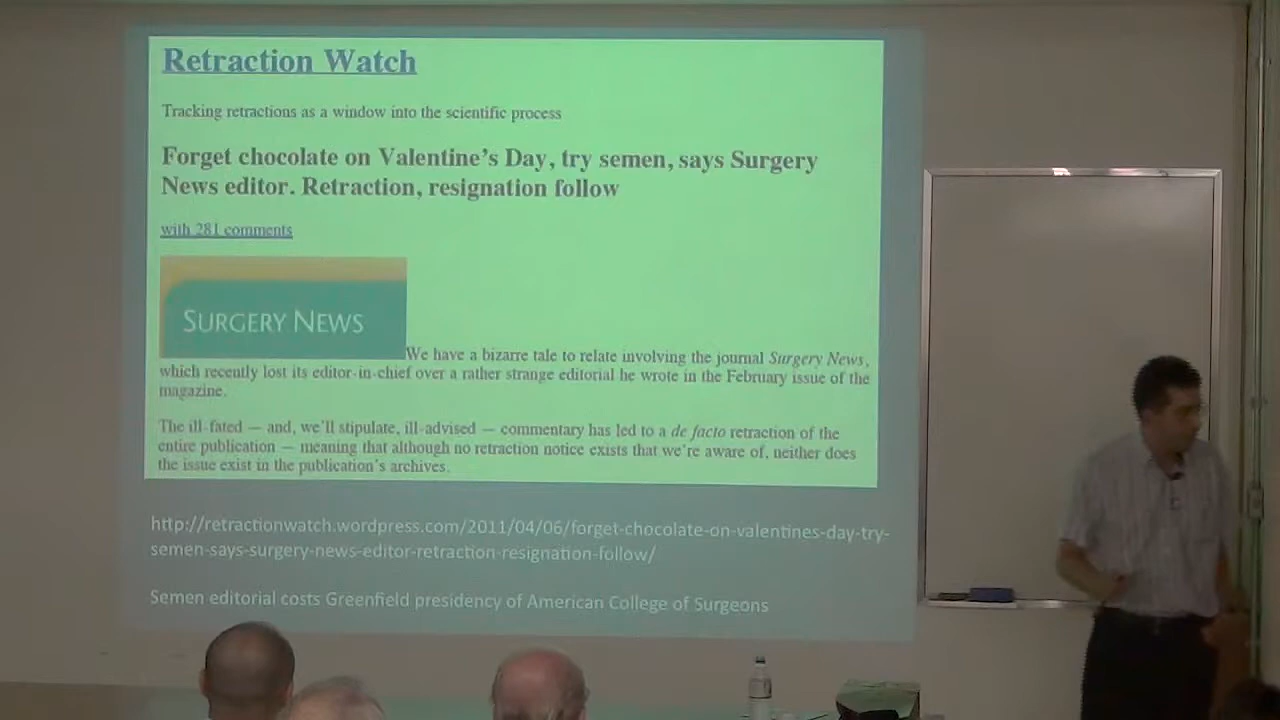 Retraction Watch
Tracking retractions as a window into the scientific process
Forget chocolate on Valentine's Day, try semen, says Surgery
News editor. Retraction, resignation follow
with 281 comments
SURGERY NEWS
We have a bizarre tale to relate involving the journal Surgery News,
which recently lost its editor-in-chief over a rather strange editorial he wrote in the February issue of the
magazine.
The ill-fated — and, we'll stipulate, ill-advised — commentary has led to a de facto retraction of the
entire publication — meaning that although no retraction notice exists that we're aware of, neither does
the issue exist in the publication's archives.
http://retractionwatch.wordpress.com/2011/04/06/forget-chocolate-on-valentines-day-try-
semen-says-surgery-news-editor-retraction-resignation-follow/
Semen editorial costs Greenfield presidency of American College of Surgeons